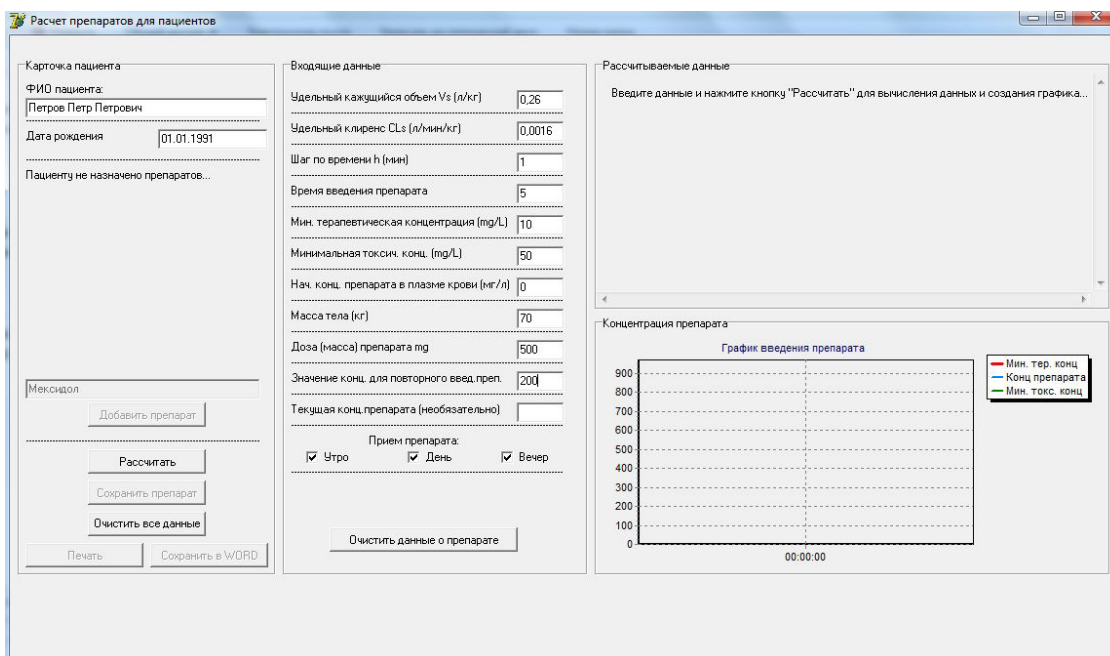 Расчет препаратов для пациентов
Карточка пациента
ФИО пациента:
Петров Петр Петрович
Дата рождения 01.01.1991
Пациенту не назначено препаратов...
Мексидол
Добавить препарат
Рассчитать
Сохранить препарат
Очистить все данные
Печать Сохранить в WORD
Входящие данные
Удельный кажущийся объем Vs (л/кг) 0,26
Удельный клиренс CLs (л/мин/кг) 0,0016
Шаг по времени h (мин) 1
Время введения препарата 5
Мин. терапевтическая концентрация (mg/L) 10
Минимальная токсич. конц. (mg/L) 50
Нач. конц. препарата в плазме крови (мг/л) 0
Масса тела (кг) 70
Доза (масса) препарата mg 500
Значение конц. для повторного введ.преп. 200
Текущая конц.препарата (необязательно)
Прием препарата:
Утро День Вечер
Очистить данные о препарате
Рассчитываемые данные
Введите данные и нажмите кнопку "Рассчитать" для вычисления данных и создания графика...
Концентрация препарата
График введения препарата
900
800
700
600
500
400
300
200
100
0
00:00:00
Мин. тер. конц
Конц препарата
Мин. токс. конц